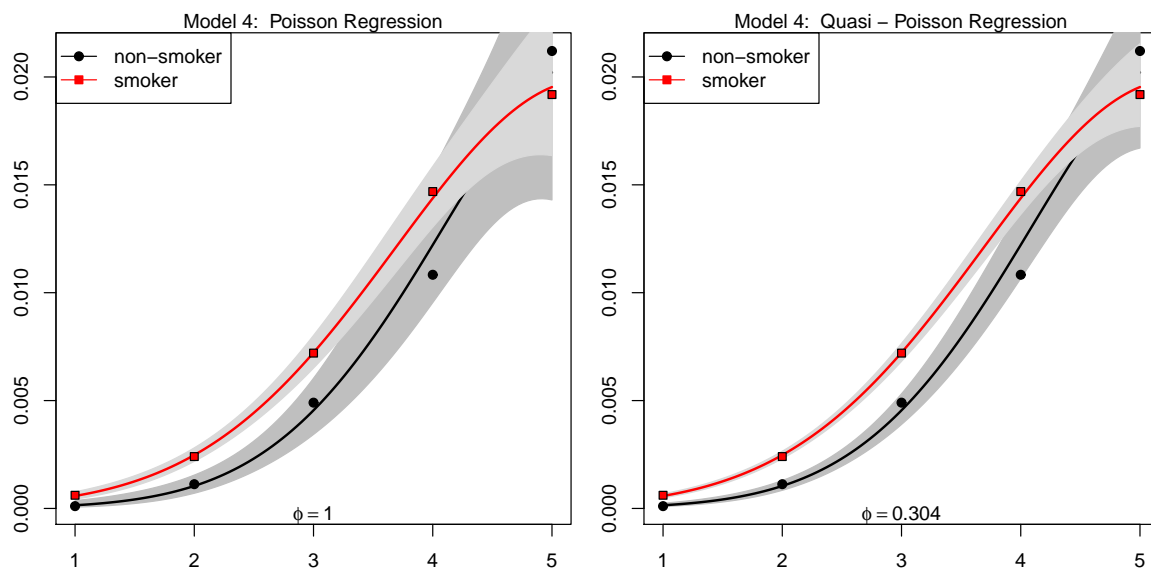 Model 4: Poisson Regression
non−smoker
smoker
0.020
0.015
0.010
0.005
0.000
ϕ = 1
1 2 3 4 5
Model 4: Quasi − Poisson Regression
non−smoker
smoker
0.020
0.015
0.010
0.005
0.000
ϕ = 0.304
1 2 3 4 5